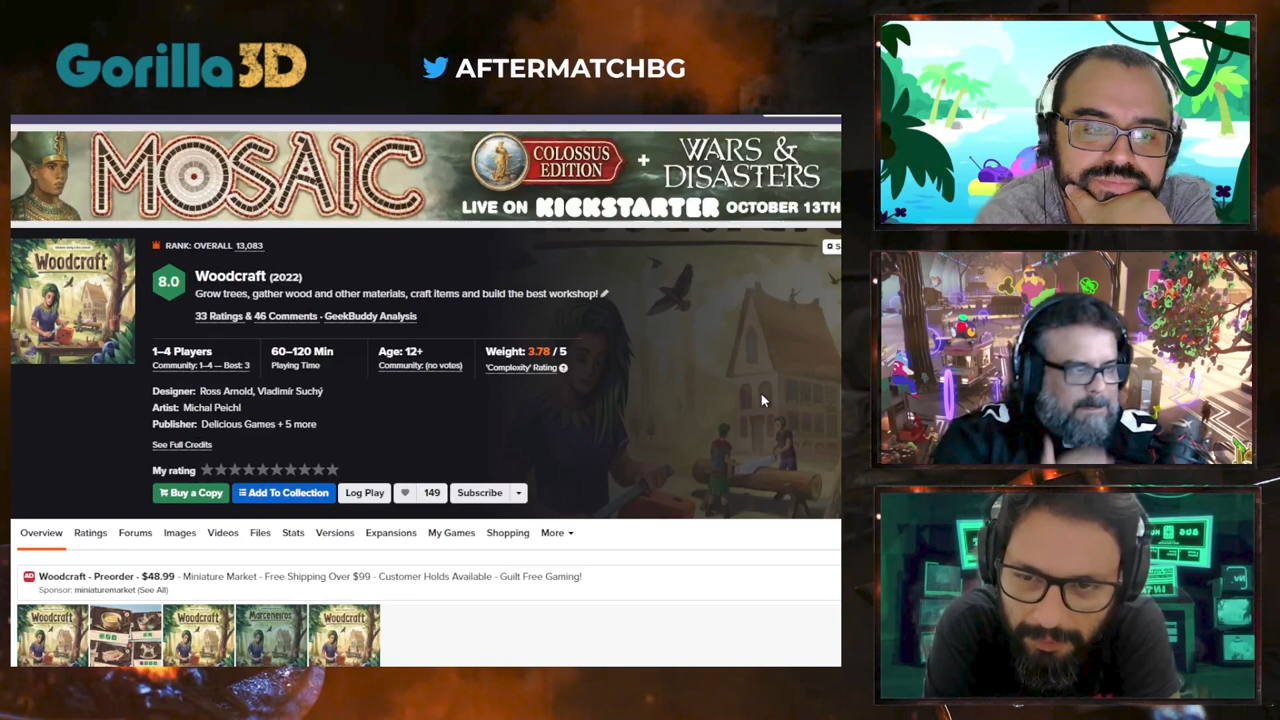 Gorilla3D
AFTERMATCHBG
MOSAIC
COLOSSUS
EDITION
+
WARS &
DISASTERS
LIVE ON KICKSTARTER OCTOBER 13TH
RANK: OVERALL 13,083
Woodcraft
8.0
Woodcraft (2022)
Grow trees, gather wood and other materials, craft items and build the best workshop!
33 Ratings & 46 Comments · GeekBuddy Analysis
1–4 Players
Community: 1–4 — Best: 3
60–120 Min
Playing Time
Age: 12+
Community: (no votes)
Weight: 3.78 / 5
'Complexity' Rating
Designer: Ross Arnold, Vladimír Suchý
Artist: Michal Peichl
Publisher: Delicious Games + 5 more
See Full Credits
My rating
Buy a Copy
Add To Collection
Log Play
149
Subscribe
Overview Ratings Forums Images Videos Files Stats Versions Expansions My Games Shopping More
AD Woodcraft - Preorder - $48.99 - Miniature Market - Free Shipping Over $99 - Customer Holds Available - Guilt Free Gaming!
Sponsor: miniaturemarket (See All)
Woodcraft
Woodcraft
Marceneiros
Woodcraft